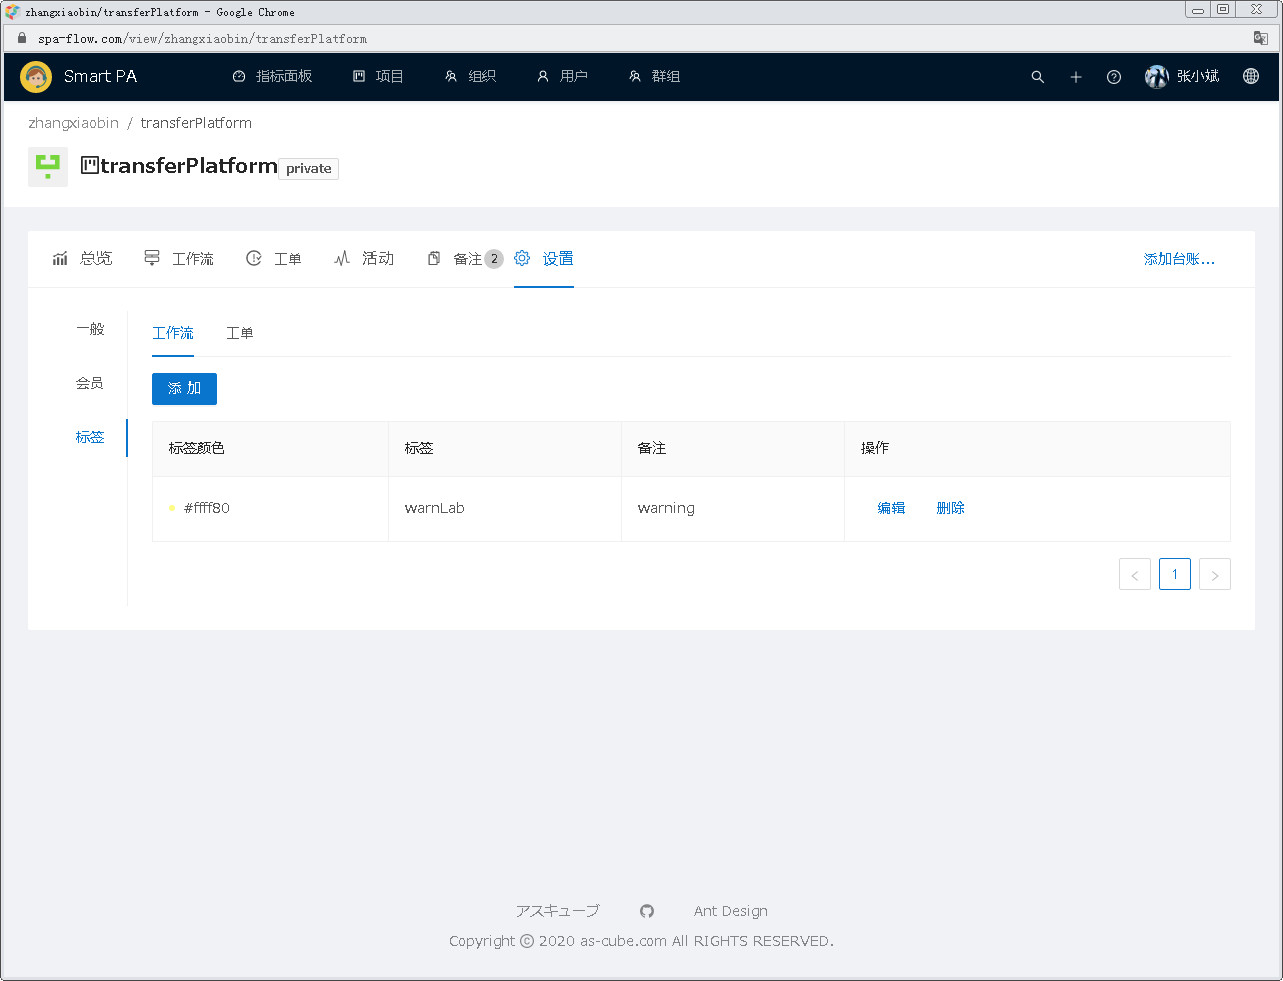 zhangxiaobin/transferPlatform - Google Chrome
spa-flow.com/view/zhangxiaobin/transferPlatform
Smart PA 指标面板 项目 组织 用户 群组 张小斌
zhangxiaobin / transferPlatform
transferPlatform private
总览 工作流 工单 活动 备注 2 设置 添加台账...
一般
会员
标签
工作流 工单
添 加
标签颜色 标签 备注 操作
#ffff80 warnLab warning 编辑 删除
< 1 >
アスキューブ Ant Design
Copyright © 2020 as-cube.com All RIGHTS RESERVED.